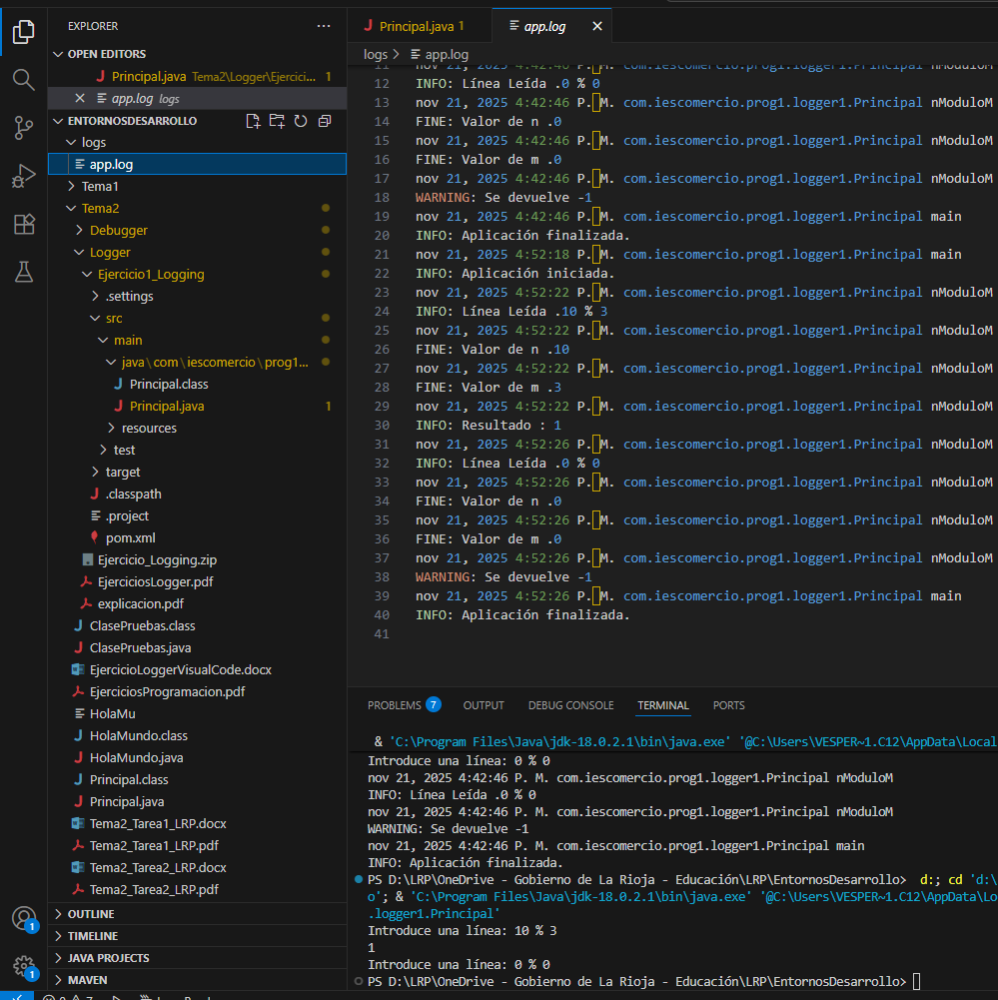 EXPLORER
OPEN EDITORS
Principal.java Tema2\Logger\Ejercici... 1
app.log logs
ENTORNOSDESARROLLO
logs
app.log
Tema1
Tema2
Debugger
Logger
Ejercicio1_Logging
.settings
src
main
java\com\iescomercio\prog1...
Principal.class
Principal.java 1
resources
test
target
.classpath
.project
pom.xml
Ejercicio_Logging.zip
EjerciciosLogger.pdf
explicacion.pdf
ClasePruebas.class
ClasePruebas.java
EjercicioLoggerVisualCode.docx
EjerciciosProgramacion.pdf
HolaMu
HolaMundo.class
HolaMundo.java
Principal.class
Principal.java
Tema2_Tarea1_LRP.docx
Tema2_Tarea1_LRP.pdf
Tema2_Tarea2_LRP.docx
Tema2_Tarea2_LRP.pdf
OUTLINE
TIMELINE
JAVA PROJECTS
MAVEN
1
1
Principal.java 1
app.log
logs > app.log
11 nov 21, 2025 4:42:46 P. M. com.iescomercio.prog1.logger1.Principal nModuloM
12 INFO: Línea Leída .0 % 0
13 nov 21, 2025 4:42:46 P. M. com.iescomercio.prog1.logger1.Principal nModuloM
14 FINE: Valor de n .0
15 nov 21, 2025 4:42:46 P. M. com.iescomercio.prog1.logger1.Principal nModuloM
16 FINE: Valor de m .0
17 nov 21, 2025 4:42:46 P. M. com.iescomercio.prog1.logger1.Principal nModuloM
18 WARNING: Se devuelve -1
19 nov 21, 2025 4:42:46 P. M. com.iescomercio.prog1.logger1.Principal main
20 INFO: Aplicación finalizada.
21 nov 21, 2025 4:52:18 P. M. com.iescomercio.prog1.logger1.Principal main
22 INFO: Aplicación iniciada.
23 nov 21, 2025 4:52:22 P. M. com.iescomercio.prog1.logger1.Principal nModuloM
24 INFO: Línea Leída .10 % 3
25 nov 21, 2025 4:52:22 P. M. com.iescomercio.prog1.logger1.Principal nModuloM
26 FINE: Valor de n .10
27 nov 21, 2025 4:52:22 P. M. com.iescomercio.prog1.logger1.Principal nModuloM
28 FINE: Valor de m .3
29 nov 21, 2025 4:52:22 P. M. com.iescomercio.prog1.logger1.Principal nModuloM
30 INFO: Resultado : 1
31 nov 21, 2025 4:52:26 P. M. com.iescomercio.prog1.logger1.Principal nModuloM
32 INFO: Línea Leída .0 % 0
33 nov 21, 2025 4:52:26 P. M. com.iescomercio.prog1.logger1.Principal nModuloM
34 FINE: Valor de n .0
35 nov 21, 2025 4:52:26 P. M. com.iescomercio.prog1.logger1.Principal nModuloM
36 FINE: Valor de m .0
37 nov 21, 2025 4:52:26 P. M. com.iescomercio.prog1.logger1.Principal nModuloM
38 WARNING: Se devuelve -1
39 nov 21, 2025 4:52:26 P. M. com.iescomercio.prog1.logger1.Principal main
40 INFO: Aplicación finalizada.
41
PROBLEMS 7 OUTPUT DEBUG CONSOLE TERMINAL PORTS
& 'C:\Program Files\Java\jdk-18.0.2.1\bin\java.exe' '@C:\Users\VESPER~1.C12\AppData\Local
Introduce una línea: 0 % 0
nov 21, 2025 4:42:46 P. M. com.iescomercio.prog1.logger1.Principal nModuloM
INFO: Línea Leída .0 % 0
nov 21, 2025 4:42:46 P. M. com.iescomercio.prog1.logger1.Principal nModuloM
WARNING: Se devuelve -1
nov 21, 2025 4:42:46 P. M. com.iescomercio.prog1.logger1.Principal main
INFO: Aplicación finalizada.
PS D:\LRP\OneDrive - Gobierno de La Rioja - Educación\LRP\EntornosDesarrollo> d:; cd 'd:\
o'; & 'C:\Program Files\Java\jdk-18.0.2.1\bin\java.exe' '@C:\Users\VESPER~1.C12\AppData\Lo
.logger1.Principal'
Introduce una línea: 10 % 3
1
Introduce una línea: 0 % 0
PS D:\LRP\OneDrive - Gobierno de La Rioja - Educación\LRP\EntornosDesarrollo>